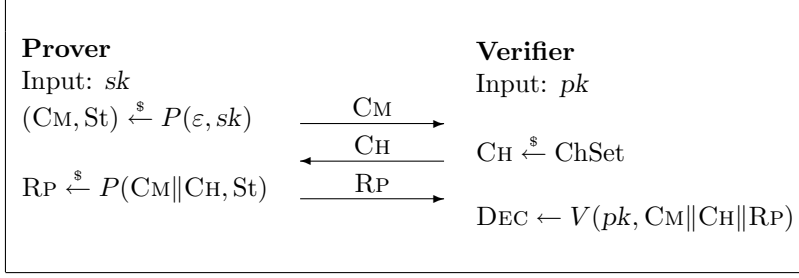 Prover
Input: sk
(CM, St) $← P(ε, sk)
CM
CH
RP $← P(CM‖CH, St)
RP
Verifier
Input: pk
CH $← ChSet
DEC ← V(pk, CM‖CH‖RP)